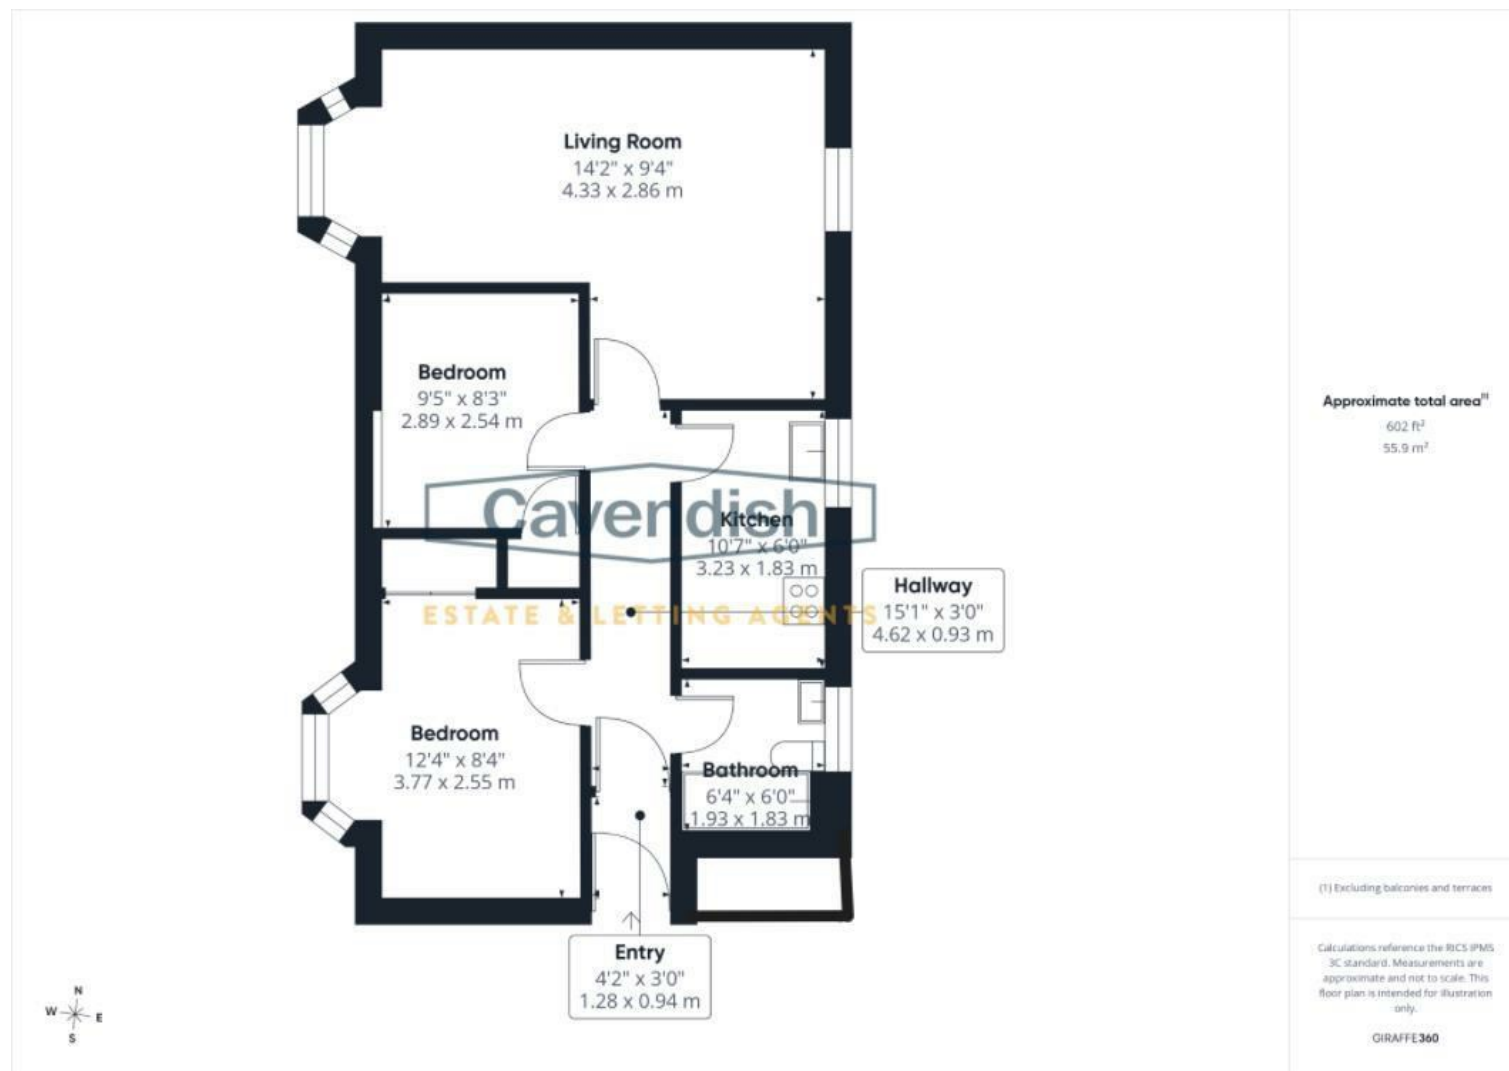 Living Room
14'2" x 9'4"
4.33 x 2.86 m
Bedroom
9'5" x 8'3"
2.89 x 2.54 m
Cavendish
ESTATE & LETTING AGENTS
Kitchen
10'7" x 6'0"
3.23 x 1.83 m
Hallway
15'1" x 3'0"
4.62 x 0.93 m
Bedroom
12'4" x 8'4"
3.77 x 2.55 m
Bathroom
6'4" x 6'0"
1.93 x 1.83 m
Entry
4'2" x 3'0"
1.28 x 0.94 m
N
W E
S
Approximate total area(1)
602 ft²
55.9 m²
(1) Excluding balconies and terraces
Calculations reference the RICS IPMS
3C standard. Measurements are
approximate and not to scale. This
floor plan is intended for illustration
only.
GIRAFFE360